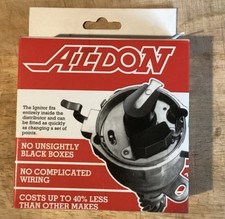 ALDON
The Ignitor fits
entirely inside the
distributor and can
be fitted as quickly
as changing a set of
points.
NO UNSIGHTLY
BLACK BOXES
NO COMPLICATED
WIRING
COSTS UP TO 40% LESS
THAN OTHER MAKES